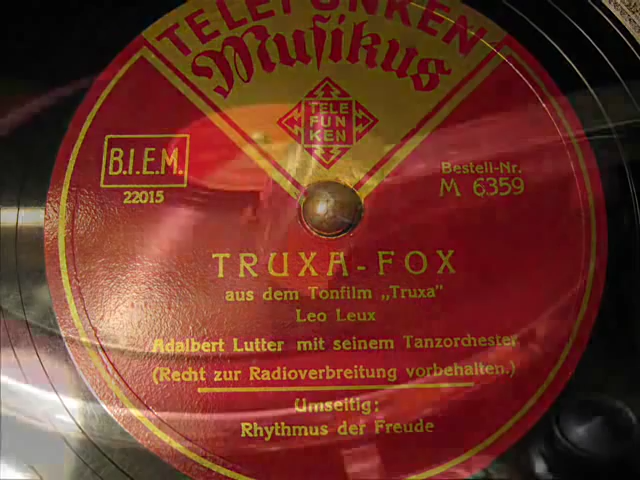 TELEFUNKEN
Musikus
TELE
FUN
KEN
B.I.E.M.
22015
Bestell-Nr.
M 6359
TRUXA-FOX
aus dem Tonfilm „Truxa"
Leo Leux
Adalbert Lutter mit seinem Tanzorchester
(Recht zur Radioverbreitung vorbehalten.)
Umseitig:
Rhythmus der Freude